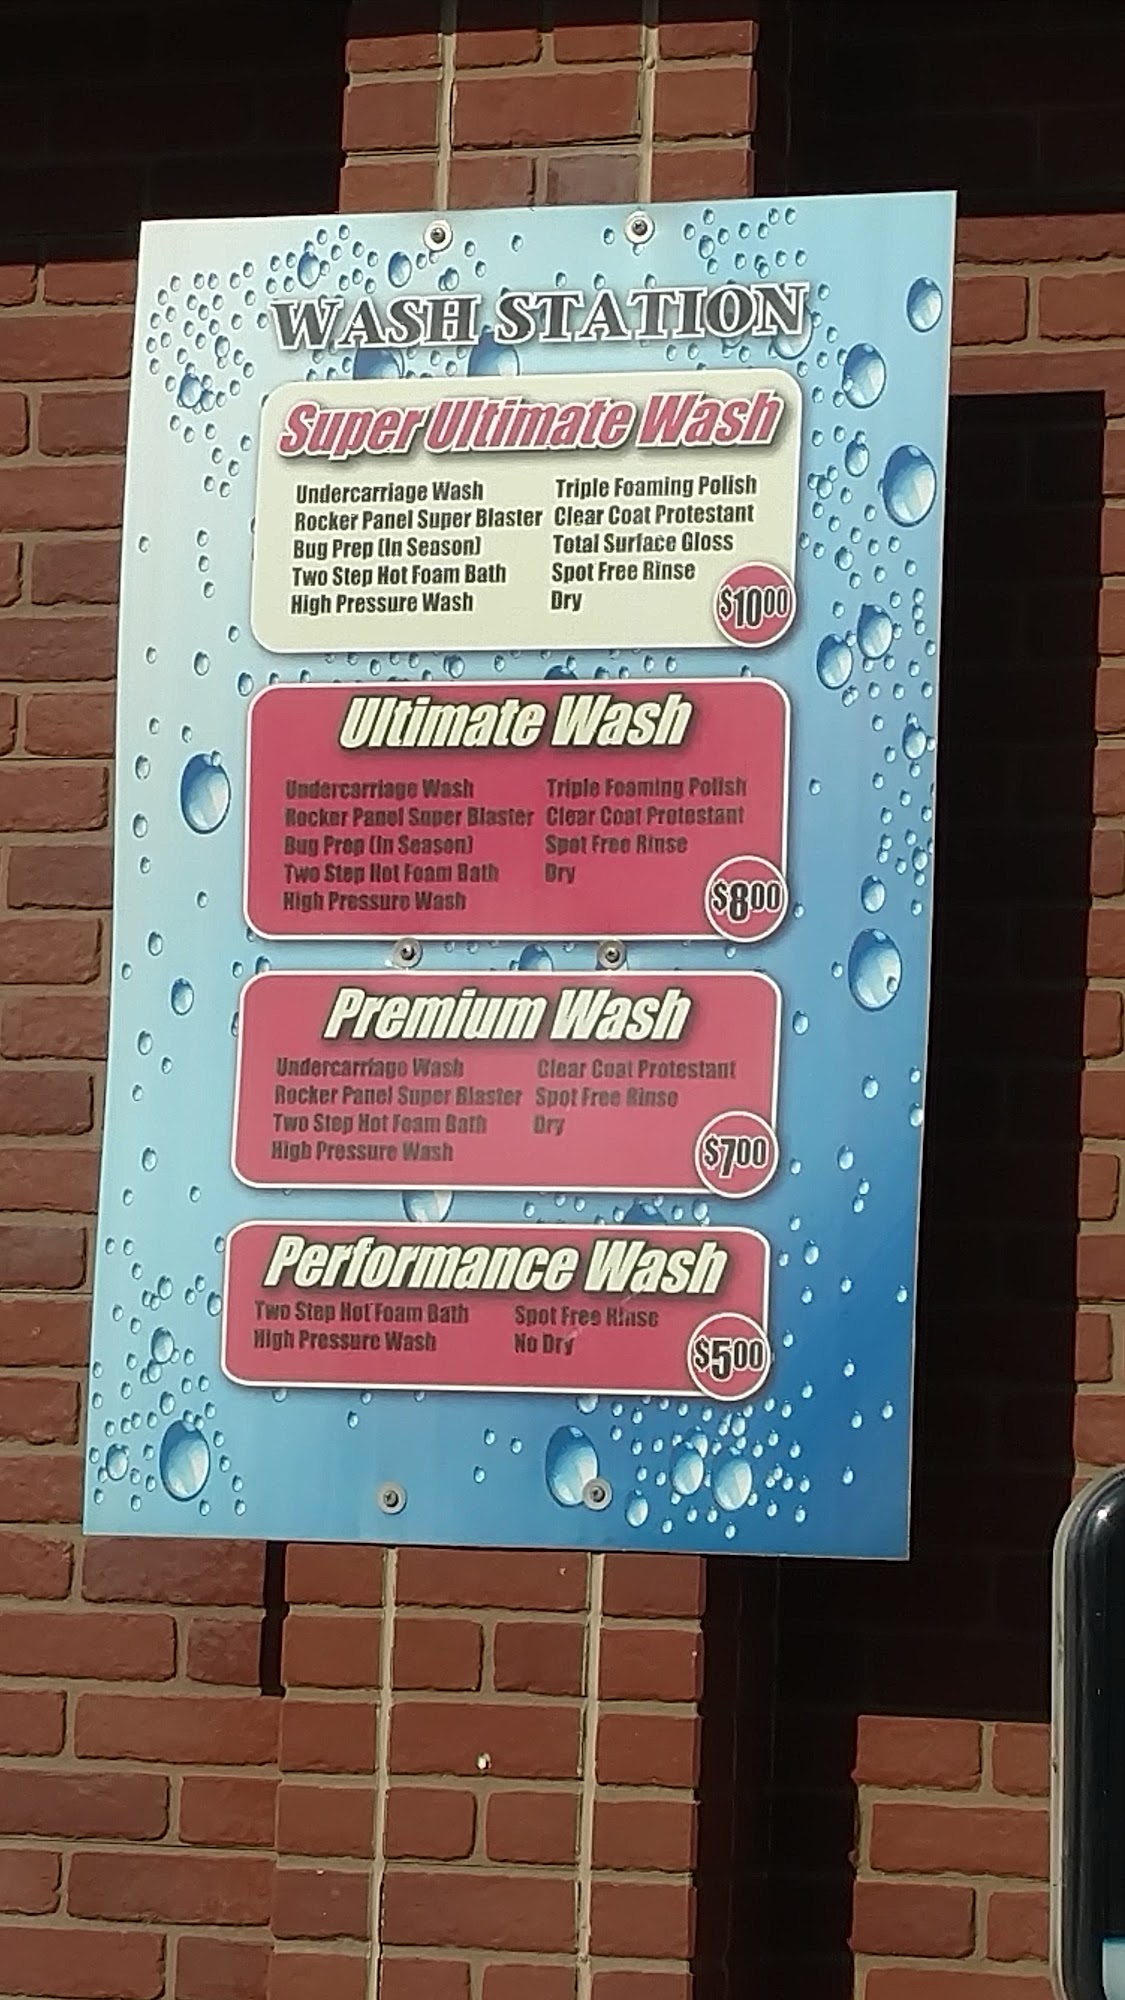 WASH STATION
Super Ultimate Wash
Undercarriage Wash
Rocker Panel Super Blaster
Bug Prep (In Season)
Two Step Hot Foam Bath
High Pressure Wash
Triple Foaming Polish
Clear Coat Protestant
Total Surface Gloss
Spot Free Rinse
Dry
$1000
Ultimate Wash
Undercarriage Wash
Rocker Panel Super Blaster
Bug Prep (In Season)
Two Step Hot Foam Bath
High Pressure Wash
Triple Foaming Polish
Clear Coat Protestant
Spot Free Rinse
Dry
$800
Premium Wash
Undercarriage Wash
Rocker Panel Super Blaster
Two Step Hot Foam Bath
High Pressure Wash
Clear Coat Protestant
Spot Free Rinse
Dry
$700
Performance Wash
Two Step Hot Foam Bath
High Pressure Wash
Spot Free Rinse
No Dry
$500